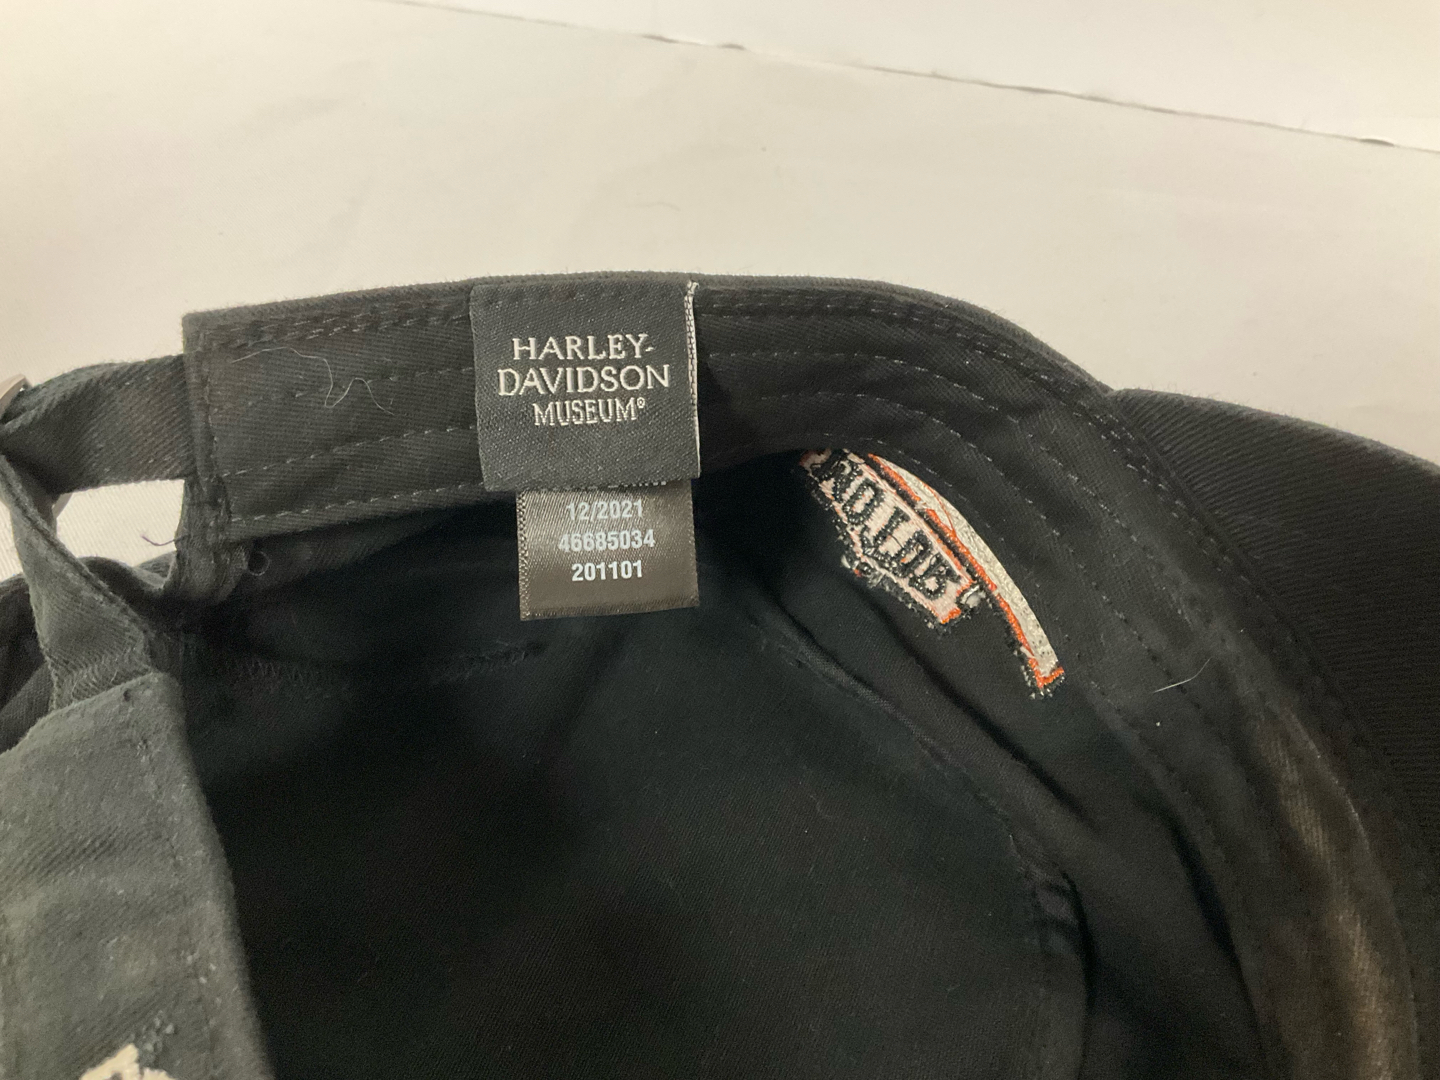 HARLEY-
DAVIDSON
MUSEUM®
12/2021
46685034
201101